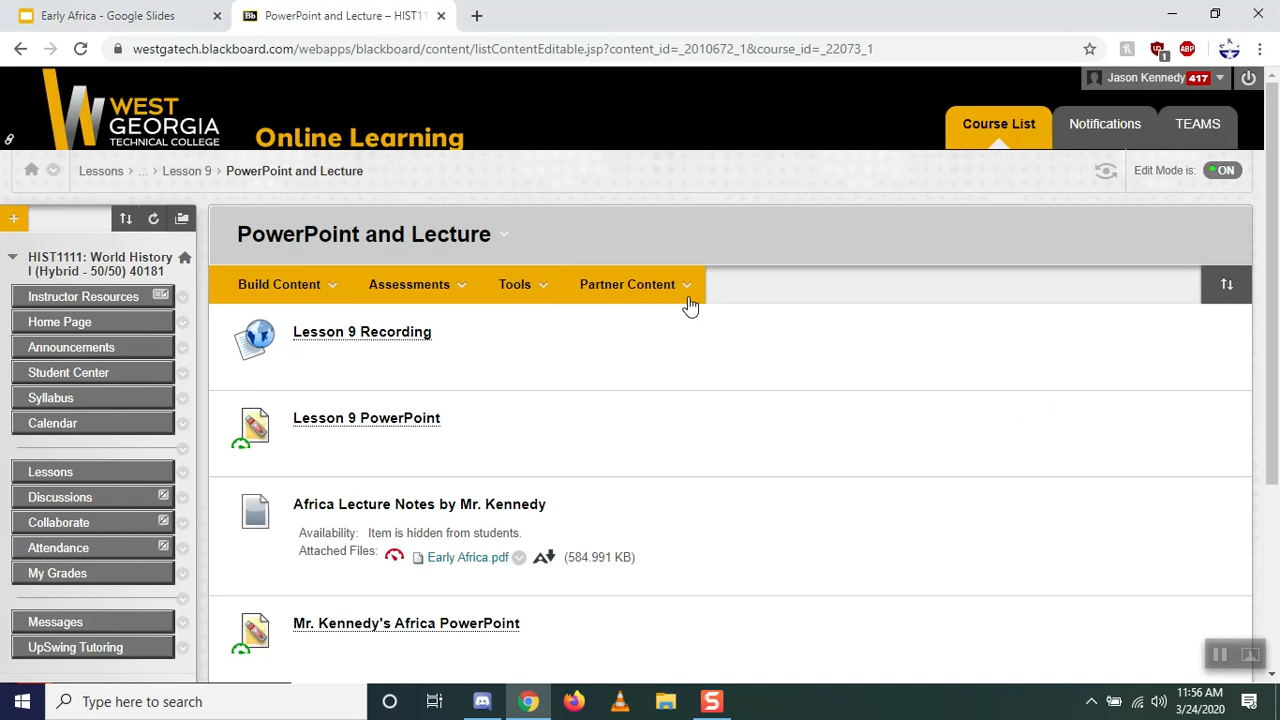 Early Africa - Google Slides
Bb PowerPoint and Lecture – HIST11
westgatech.blackboard.com/webapps/blackboard/content/listContentEditable.jsp?content_id=_2010672_1&course_id=_22073_1
1
ABP
Jason Kennedy 417
WEST
GEORGIA
TECHNICAL COLLEGE
Online Learning
Course List
Notifications
TEAMS
Lessons ... Lesson 9 PowerPoint and Lecture
Edit Mode is: ON
PowerPoint and Lecture
HIST1111: World History
I (Hybrid - 50/50) 40181
Instructor Resources
Home Page
Announcements
Student Center
Syllabus
Calendar
Lessons
Discussions
Collaborate
Attendance
My Grades
Messages
UpSwing Tutoring
Build Content
Assessments
Tools
Partner Content
Lesson 9 Recording
Lesson 9 PowerPoint
Africa Lecture Notes by Mr. Kennedy
Availability: Item is hidden from students.
Attached Files: Early Africa.pdf (584.991 KB)
Mr. Kennedy's Africa PowerPoint
Type here to search
S
11:56 AM
3/24/2020